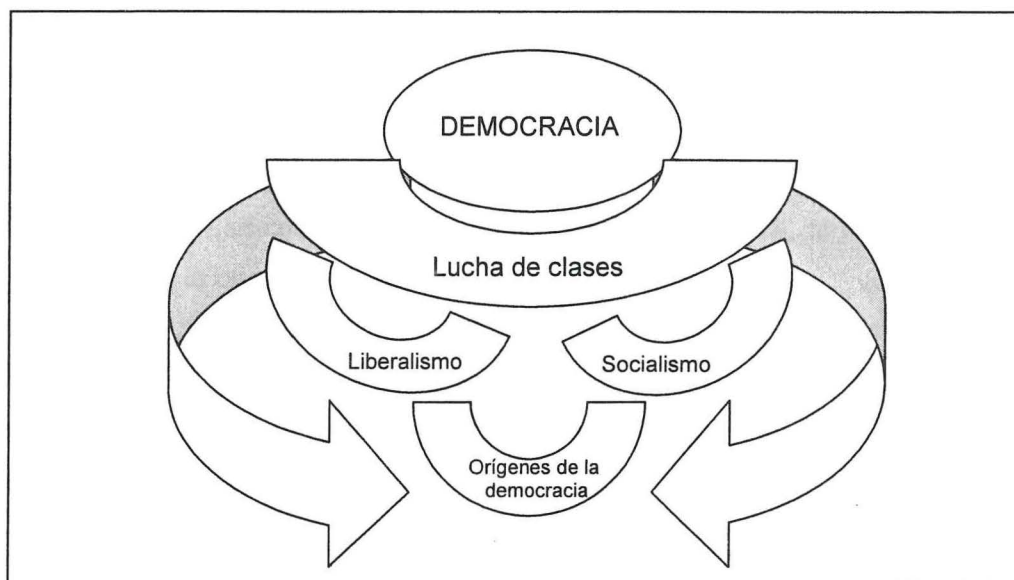 DEMOCRACIA
Lucha de clases
Liberalismo
Socialismo
Orígenes de la
democracia